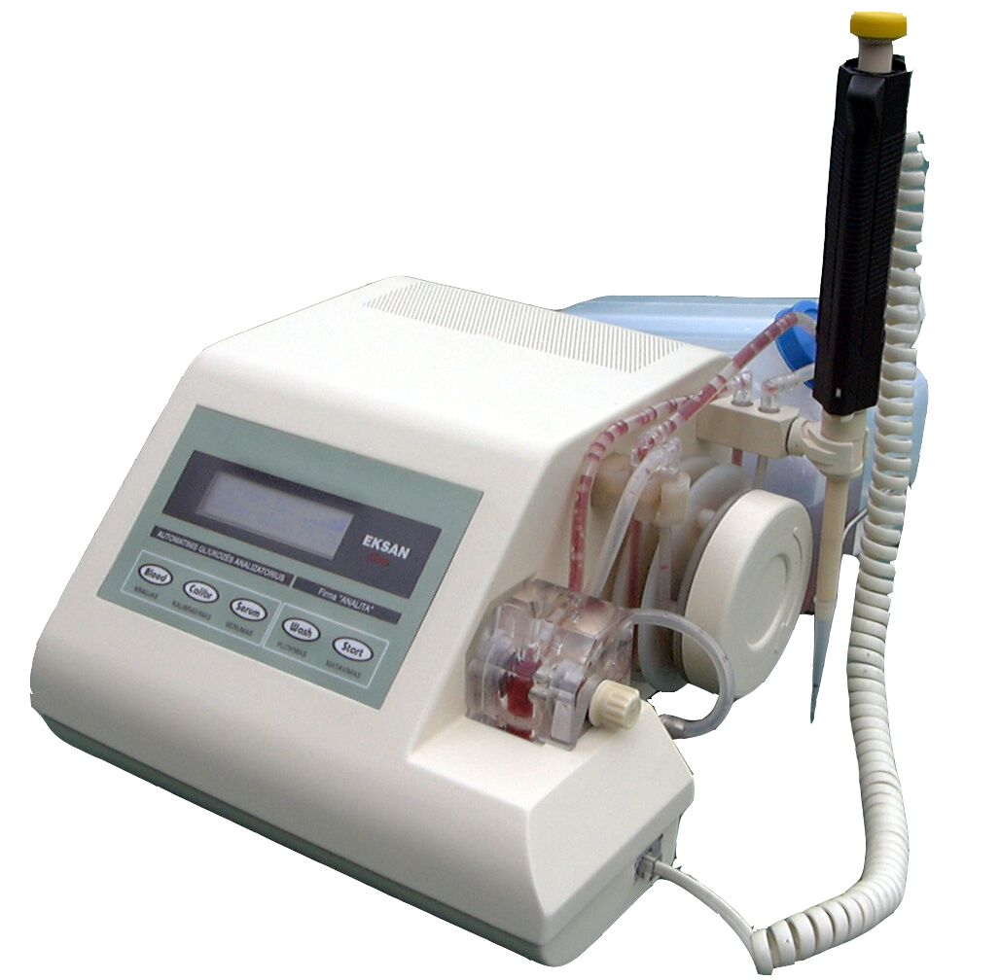 EKSAN
AUTOMATINIS GLIUKOZĖS ANALIZATORIUS
Firma "ANALITA"
Blood
KRAUJAS
Calibr
KALIBRAVIMAS
Serum
SERUMAS
Wash
PLOVIMAS
Start
MATAVIMAS